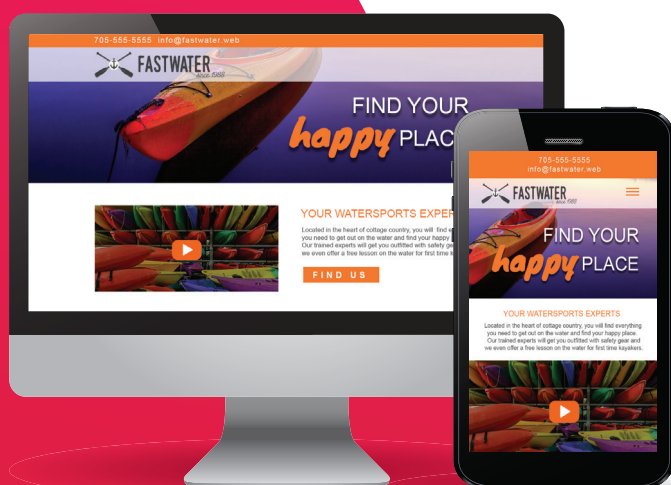 705-555-5555 info@fastwater.web
FASTWATER
since 1988
FIND YOUR
happy PLAC
YOUR WATERSPORTS EXPER
Located in the heart of cottage country, you will find
you need to get out on the water and find your happy
Our trained experts will get you outfitted with safety
we even offer a free lesson on the water for first time
FIND US
705-555-5555
info@fastwater.web
FASTWATER
since 1988
FIND YOUR
happy PLACE
YOUR WATERSPORTS EXPERTS
Located in the heart of cottage country, you will find everything
you need to get out on the water and find your happy place.
Our trained experts will get you outfitted with safety gear and
we even offer a free lesson on the water for first time kayakers.